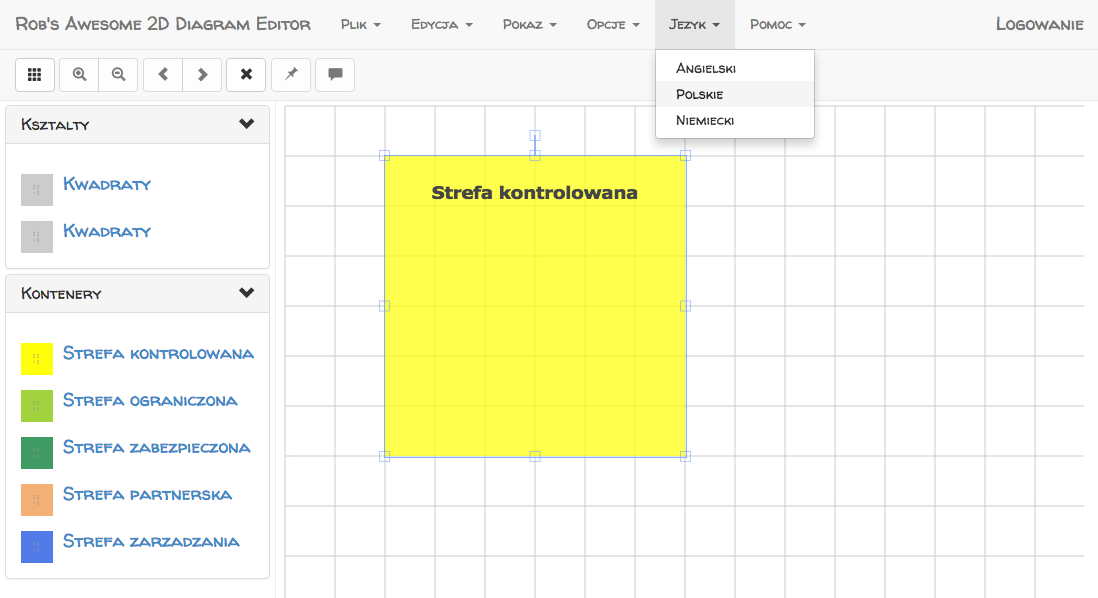 Rob's Awesome 2D Diagram Editor Plik Edycja Pokaz Opcje Jezyk Pomoc Logowanie
Angielski
Polskie
Niemiecki
Ksztalty
Kwadraty
Kwadraty
Kontenery
Strefa kontrolowana
Strefa ograniczona
Strefa zabezpieczona
Strefa partnerska
Strefa zarzadzania
Strefa kontrolowana